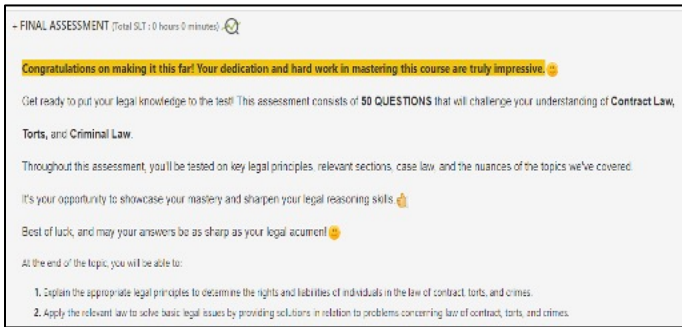 - FINAL ASSESSMENT (Total SLT : 0 hours 0 minutes)
Congratulations on making it this far! Your dedication and hard work in mastering this course are truly impressive.
Get ready to put your legal knowledge to the test! This assessment consists of 50 QUESTIONS that will challenge your understanding of Contract Law,
Torts, and Criminal Law.
Throughout this assessment, you'll be tested on key legal principles, relevant sections, case law, and the nuances of the topics we've covered.
It's your opportunity to showcase your mastery and sharpen your legal reasoning skills.
Best of luck, and may your answers be as sharp as your legal acumen!
At the end of the topic, you will be able to:
1. Explain the appropriate legal principles to determine the rights and liabilities of individuals in the law of contract, torts, and crimes.
2. Apply the relevant law to solve basic legal issues by providing solutions in relation to problems concerning law of contract, torts, and crimes.